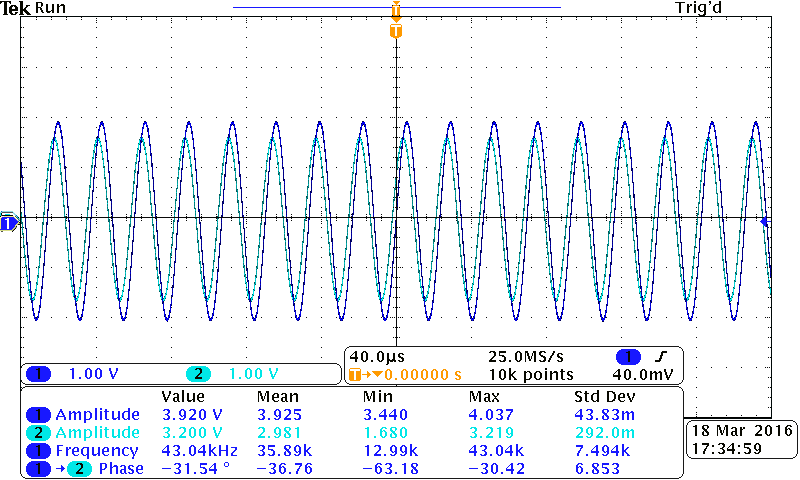 Tek Run Trig'd
T
T
1
1 1.00 V 2 1.00 V
40.0µs 25.0MS/s 1
T→▼0.00000 s 10k points 40.0mV
Value Mean Min Max Std Dev
1 Amplitude 3.920 V 3.925 3.440 4.037 43.83m
2 Amplitude 3.200 V 2.981 1.680 3.219 292.0m
1 Frequency 43.04kHz 35.89k 12.99k 43.04k 7.494k
1 → 2 Phase −31.54 ° −36.76 −63.18 −30.42 6.853
18 Mar 2016
17:34:59